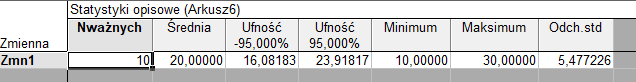 Statystyki opisowe (Arkusz6)
Zmienna Nważnych Średnia Ufność -95,000% Ufność 95,000% Minimum Maksimum Odch.std
Zmn1 10 20,00000 16,08183 23,91817 10,00000 30,00000 5,477226